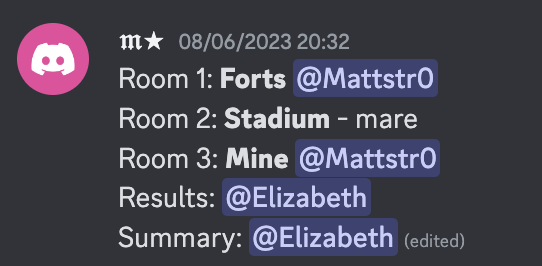 𝖒★ 08/06/2023 20:32
Room 1: Forts @Mattstr0
Room 2: Stadium - mare
Room 3: Mine @Mattstr0
Results: @Elizabeth
Summary: @Elizabeth (edited)